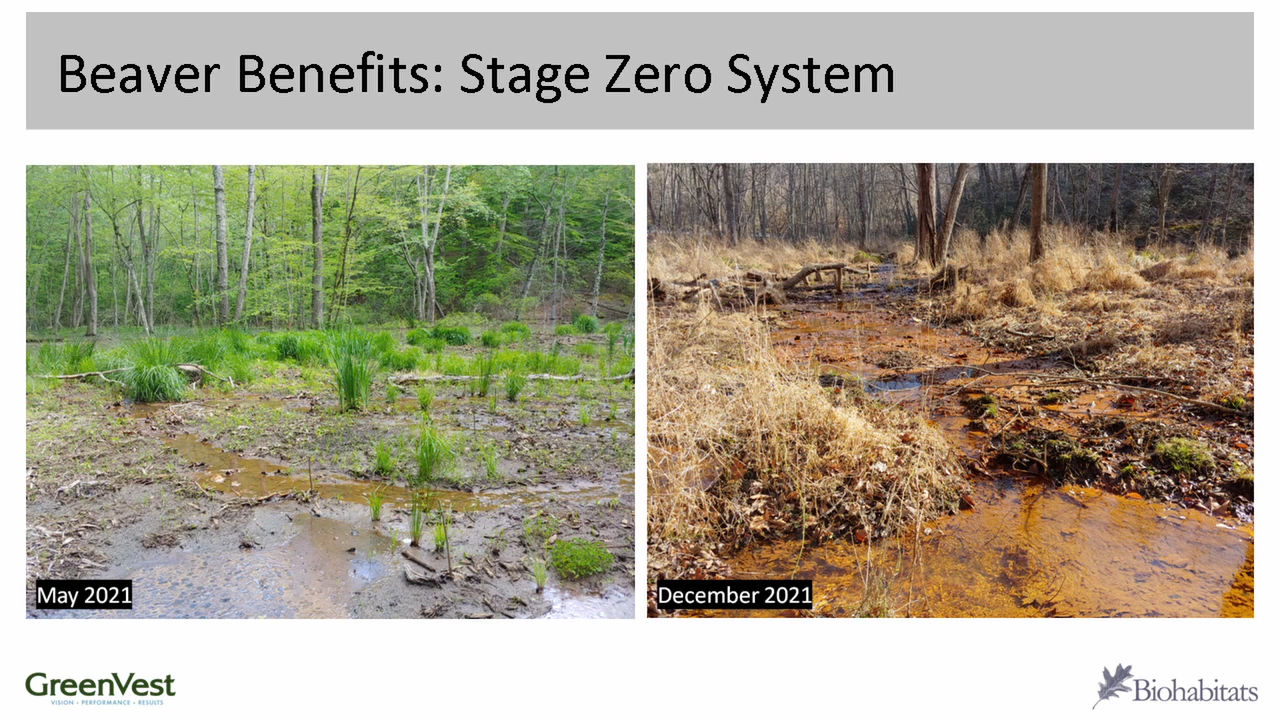 Beaver Benefits: Stage Zero System
May 2021
December 2021
GreenVest
VISION • PERFORMANCE • RESULTS
Biohabitats